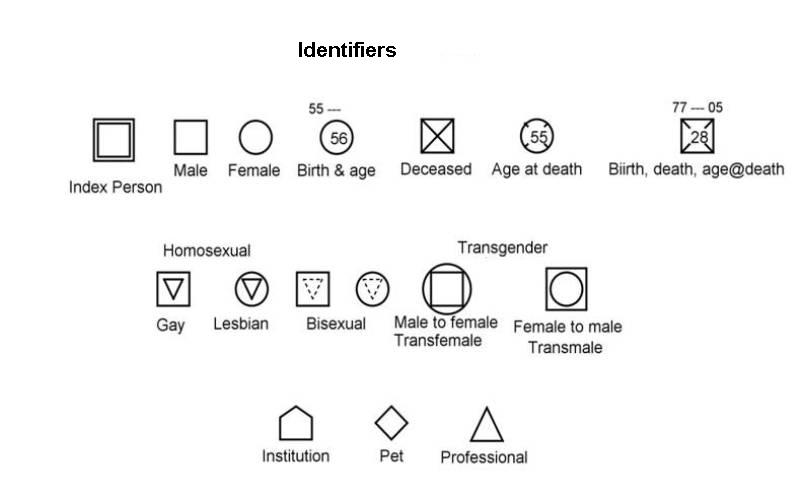 Identifiers
55 --- 77 --- 05
56 55 28
Index Person Male Female Birth & age Deceased Age at death Biirth, death, age@death
Homosexual Transgender
Gay Lesbian Bisexual Male to female Female to male
Transfemale Transmale
Institution Pet Professional